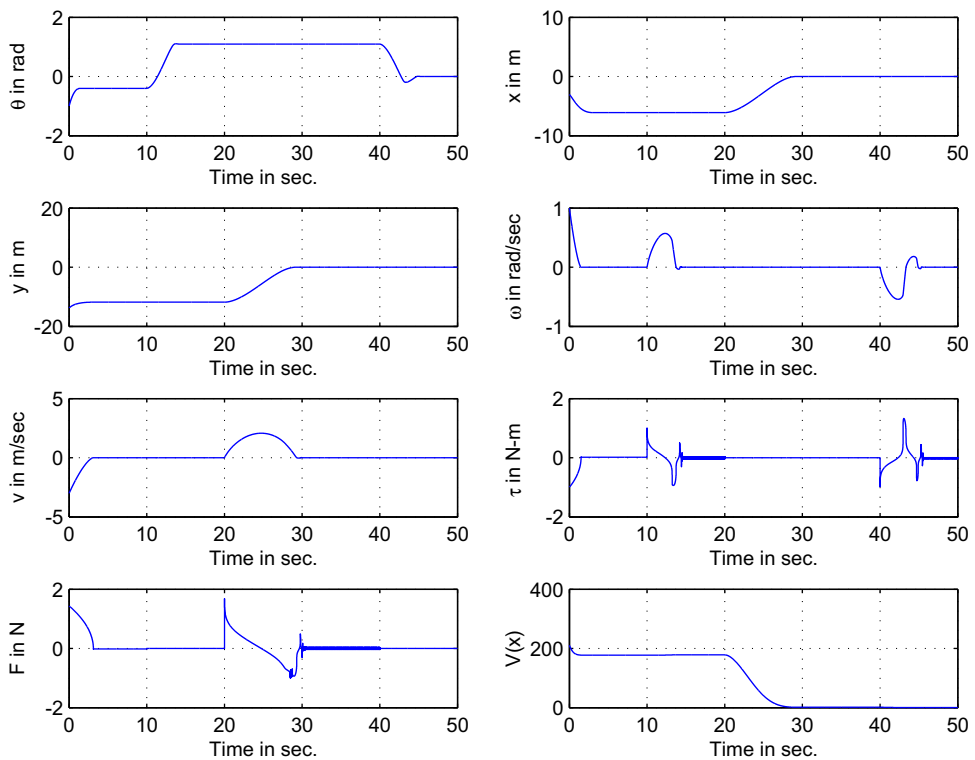 θ in rad
2
0
-2
0 10 20 30 40 50
Time in sec.
x in m
10
0
-10
0 10 20 30 40 50
Time in sec.
y in m
20
0
-20
0 10 20 30 40 50
Time in sec.
ω in rad/sec
1
0
-1
0 10 20 30 40 50
Time in sec.
v in m/sec
5
0
-5
0 10 20 30 40 50
Time in sec.
τ in N-m
2
0
-2
0 10 20 30 40 50
Time in sec.
F in N
2
0
-2
0 10 20 30 40 50
Time in sec.
V(x)
400
200
0
0 10 20 30 40 50
Time in sec.